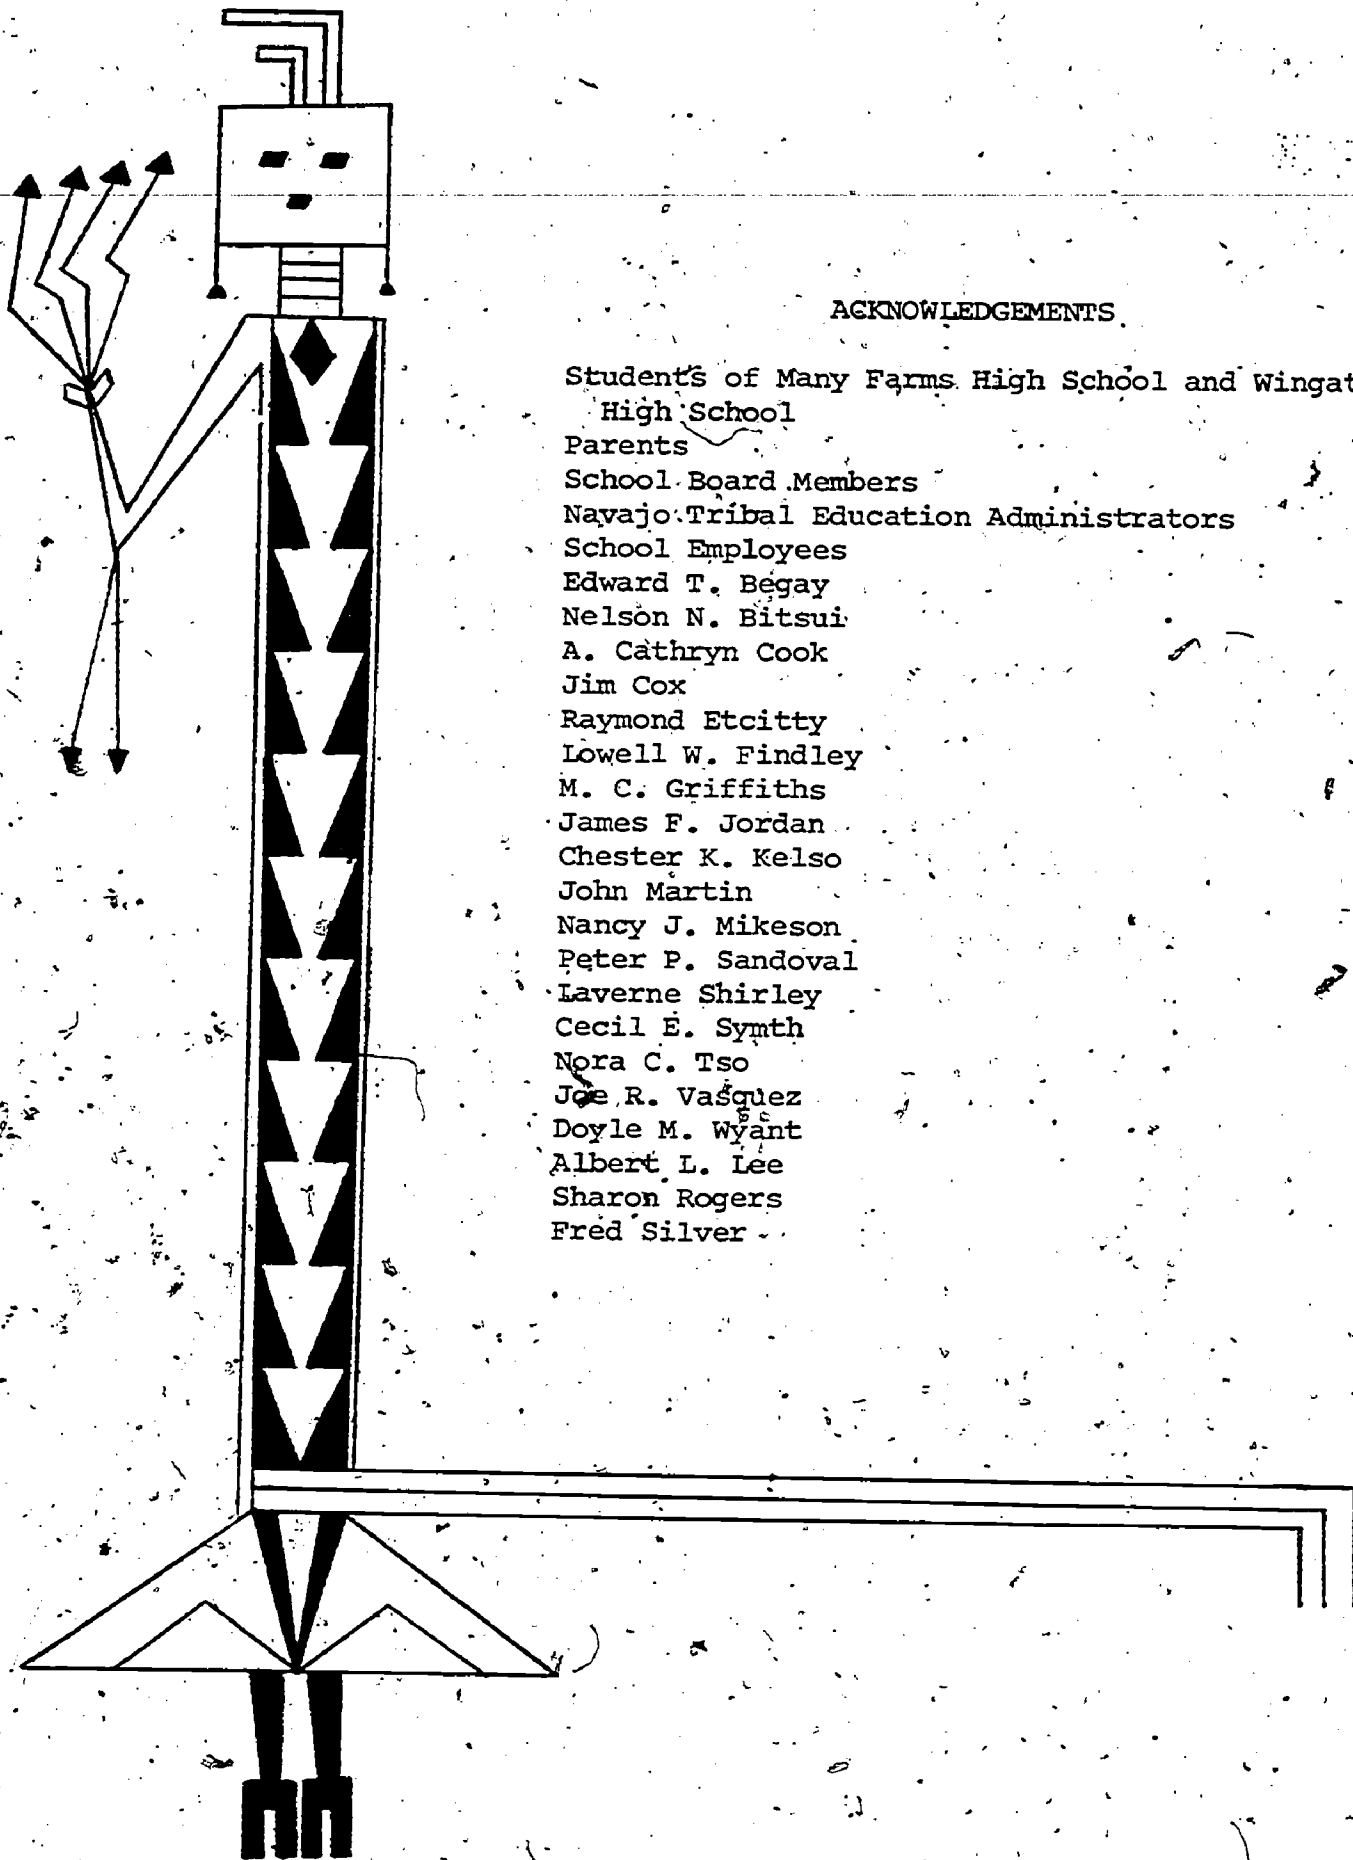 ACKNOWLEDGEMENTS
Students of Many Farms High School and Wingat
High School
Parents
School Board Members
Navajo Tribal Education Administrators
School Employees
Edward T. Begay
Nelson N. Bitsui
A. Cathryn Cook
Jim Cox
Raymond Etcitty
Lowell W. Findley
M. C. Griffiths
James F. Jordan
Chester K. Kelso
John Martin
Nancy J. Mikeson
Peter P. Sandoval
Laverne Shirley
Cecil E. Symth
Nora C. Tso
Joe R. Vasquez
Doyle M. Wyant
Albert L. Lee
Sharon Rogers
Fred Silver